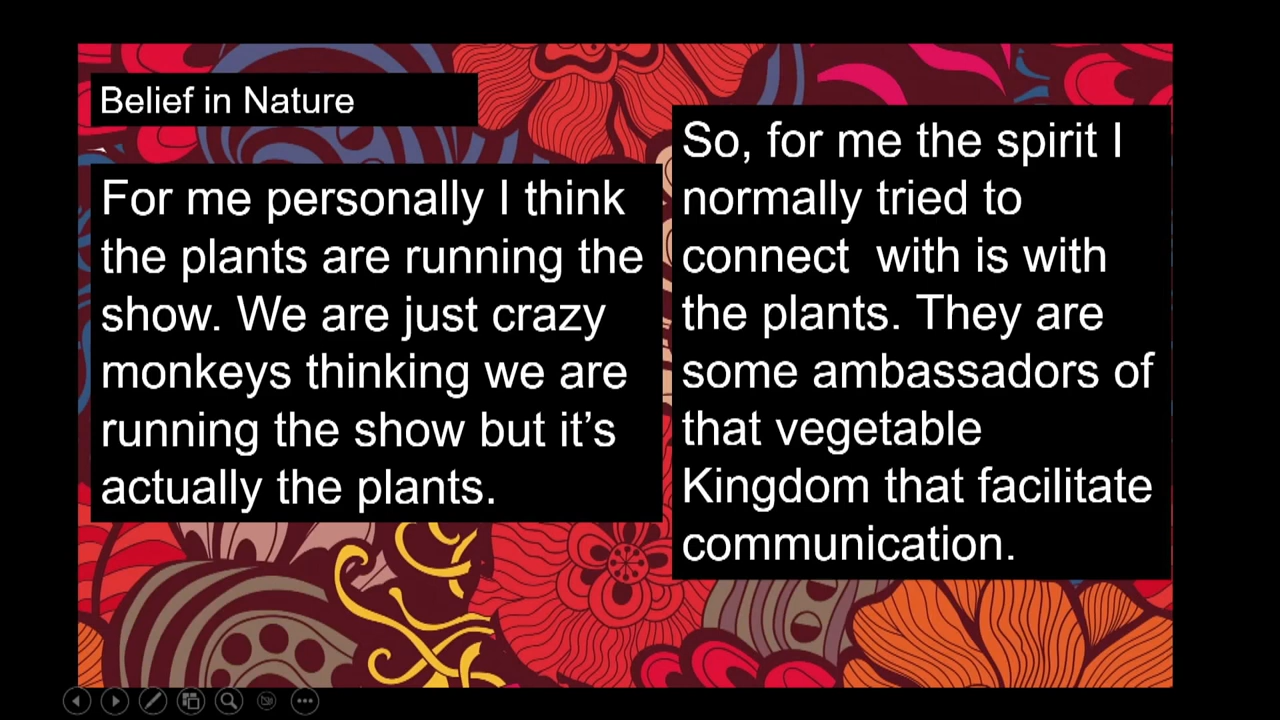 Belief in Nature
For me personally I think
the plants are running the
show. We are just crazy
monkeys thinking we are
running the show but it’s
actually the plants.
So, for me the spirit I
normally tried to
connect  with is with
the plants. They are
some ambassadors of
that vegetable
Kingdom that facilitate
communication.